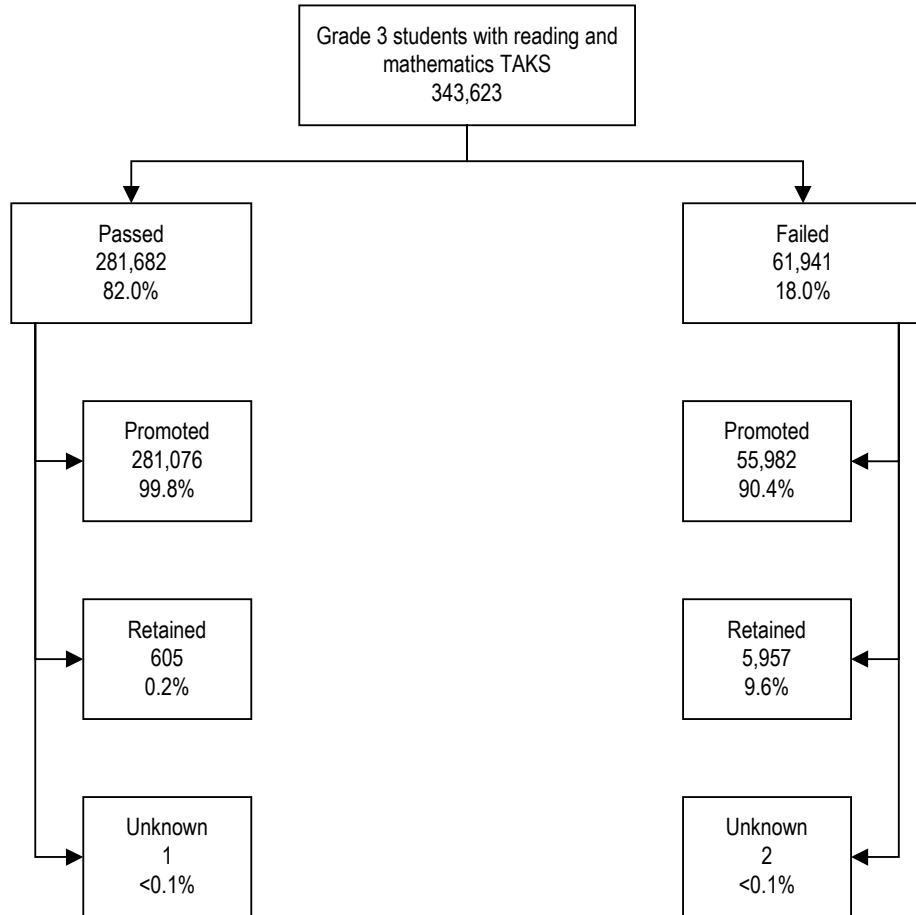 Grade 3 students with reading and
mathematics TAKS
343,623
Passed
281,682
82.0%
Failed
61,941
18.0%
Promoted
281,076
99.8%
Promoted
55,982
90.4%
Retained
605
0.2%
Retained
5,957
9.6%
Unknown
1
<0.1%
Unknown
2
<0.1%